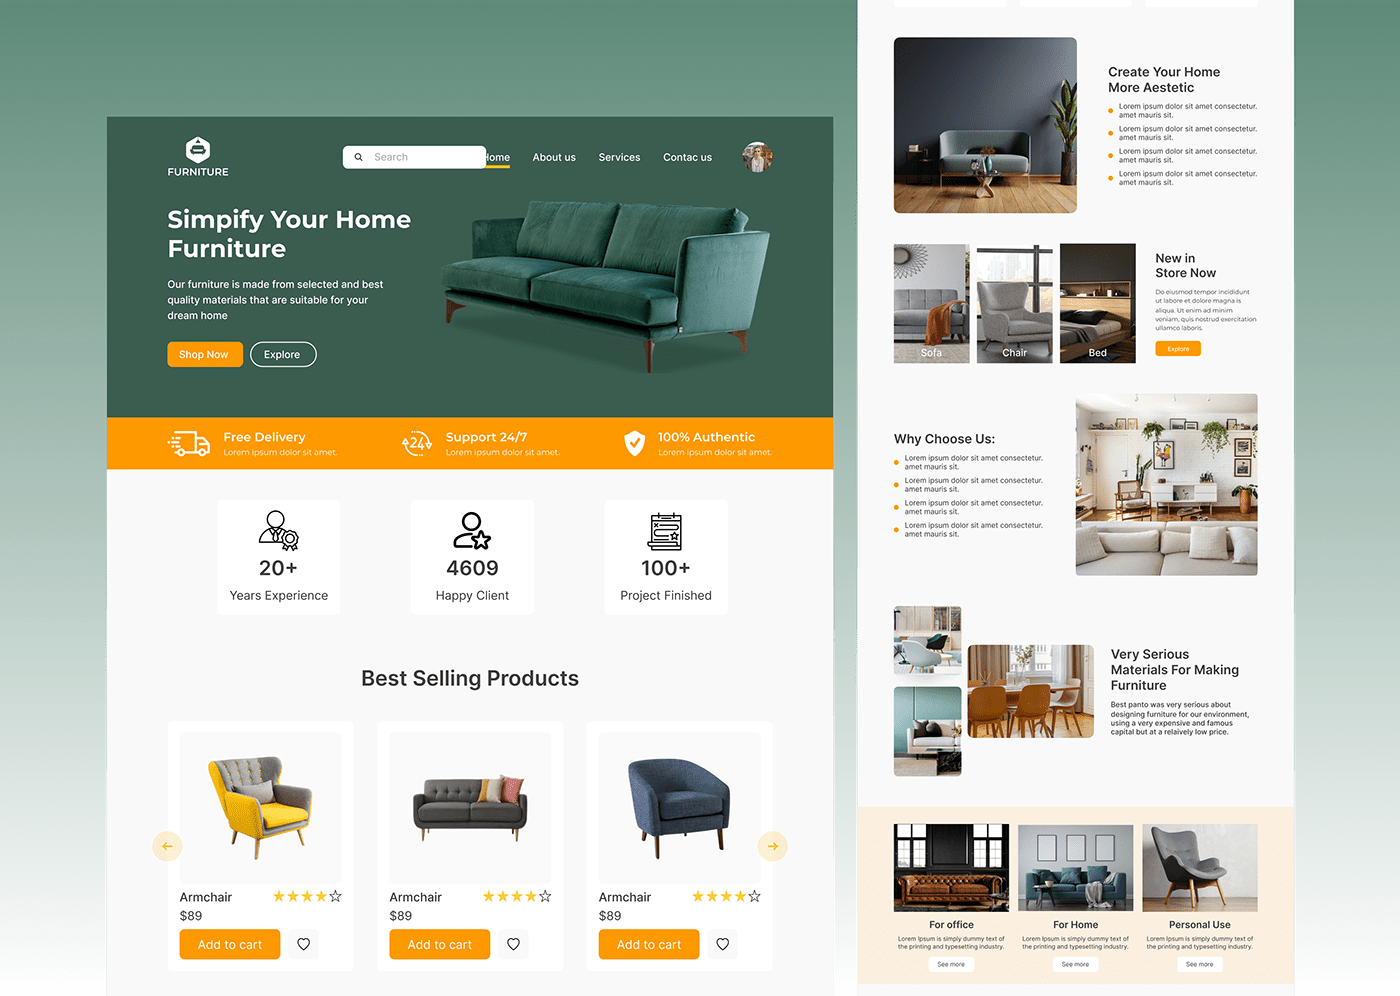 FURNITURE
Search
Home
About us
Services
Contac us
Simpify Your Home
Furniture
Our furniture is made from selected and best
quality materials that are suitable for your
dream home
Shop Now
Explore
Free Delivery
Lorem ipsum dolor sit amet.
24
Support 24/7
Lorem ipsum dolor sit amet.
100% Authentic
Lorem ipsum dolor sit amet.
20+
Years Experience
4609
Happy Client
100+
Project Finished
Best Selling Products
Armchair
$89
Add to cart
Armchair
$89
Add to cart
Armchair
$89
Add to cart
Create Your Home
More Aestetic
Lorem ipsum dolor sit amet consectetur.
amet mauris sit.
Lorem ipsum dolor sit amet consectetur.
amet mauris sit.
Lorem ipsum dolor sit amet consectetur.
amet mauris sit.
Lorem ipsum dolor sit amet consectetur.
amet mauris sit.
Sofa
Chair
Bed
New in
Store Now
Do eiusmod tempor incididunt
ut labore et dolore magna is
aliqua. Ut enim ad minim
veniam, quis nostrud exercitation
ullamco laboris.
Explore
Why Choose Us:
Lorem ipsum dolor sit amet consectetur.
amet mauris sit.
Lorem ipsum dolor sit amet consectetur.
amet mauris sit.
Lorem ipsum dolor sit amet consectetur.
amet mauris sit.
Lorem ipsum dolor sit amet consectetur.
amet mauris sit.
Very Serious
Materials For Making
Furniture
Best panto was very serious about
designing furniture for our environment,
using a very expensive and famous
capital but at a relaively low price.
For office
Lorem Ipsum is simply dummy text of
the printing and typesetting industry.
See more
For Home
Lorem Ipsum is simply dummy text of
the printing and typesetting industry.
See more
Personal Use
Lorem Ipsum is simply dummy text of
the printing and typesetting industry.
See more